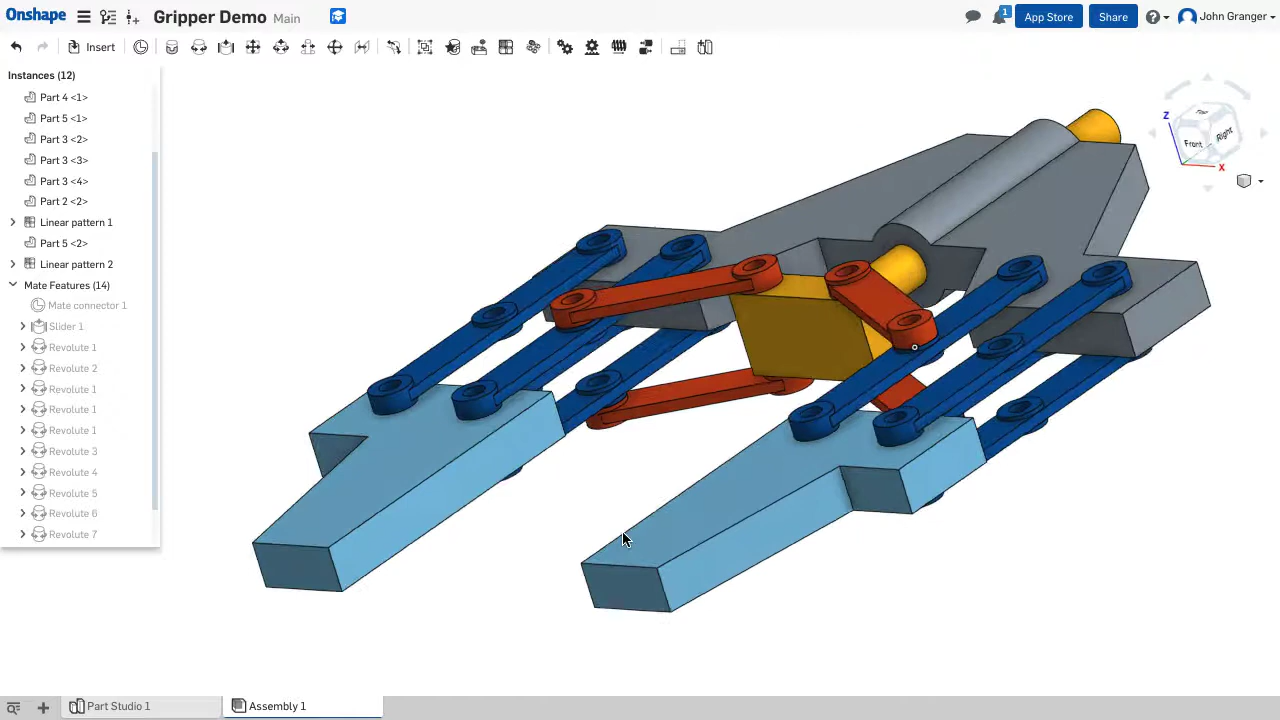 Onshape Gripper Demo Main 1 App Store Share John Granger
Insert
Instances (12)
Part 4 <1>
Part 5 <1>
Part 3 <2>
Part 3 <3>
Part 3 <4>
Part 2 <2>
Linear pattern 1
Part 5 <2>
Linear pattern 2
Mate Features (14)
Mate connector 1
Slider 1
Revolute 1
Revolute 2
Revolute 1
Revolute 1
Revolute 1
Revolute 3
Revolute 4
Revolute 5
Revolute 6
Revolute 7
Z
Front Right
X
Part Studio 1 Assembly 1